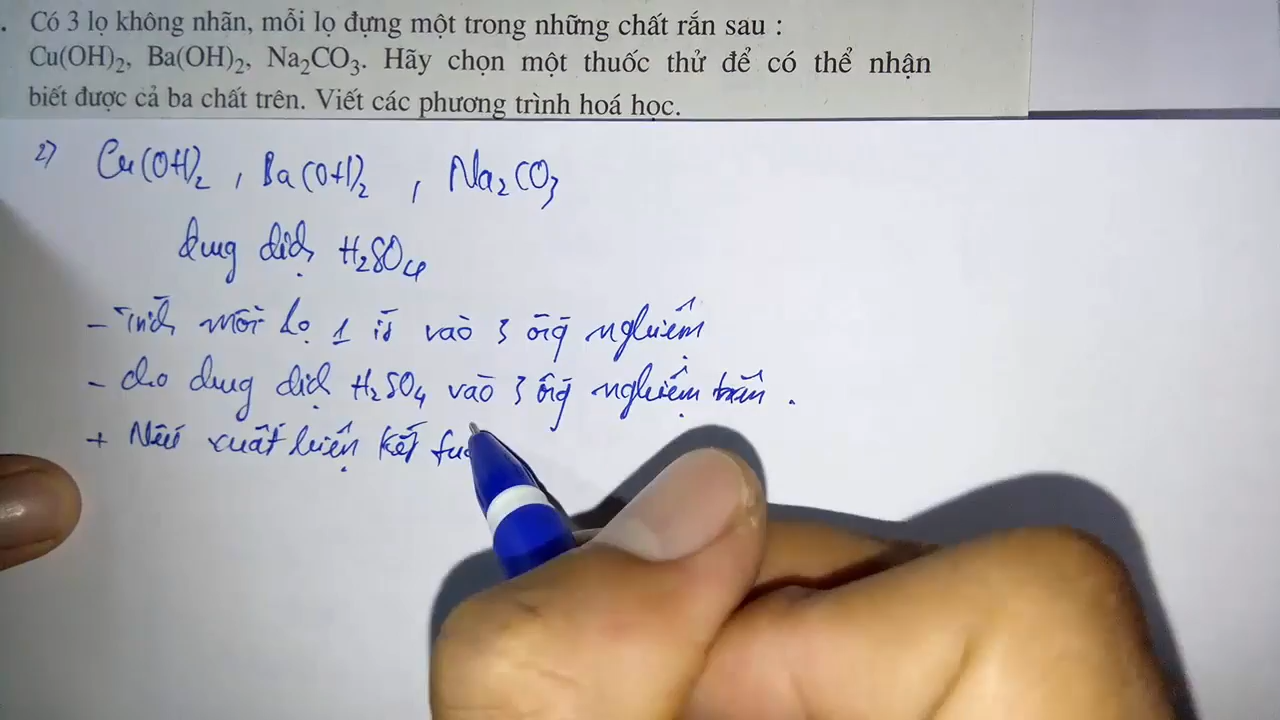 . Có 3 lọ không nhãn, mỗi lọ đựng một trong những chất rắn sau :
Cu(OH)₂, Ba(OH)₂, Na₂CO₃. Hãy chọn một thuốc thử để có thể nhận
biết được cả ba chất trên. Viết các phương trình hoá học.
2) Cu(OH)₂, Ba(OH)₂, Na₂CO₃
dung dịch H₂SO₄
- Trích mỗi lọ 1 ít vào 3 ống nghiệm
- cho dung dịch H₂SO₄ vào 3 ống nghiệm trên.
+ Nếu xuất hiện kết